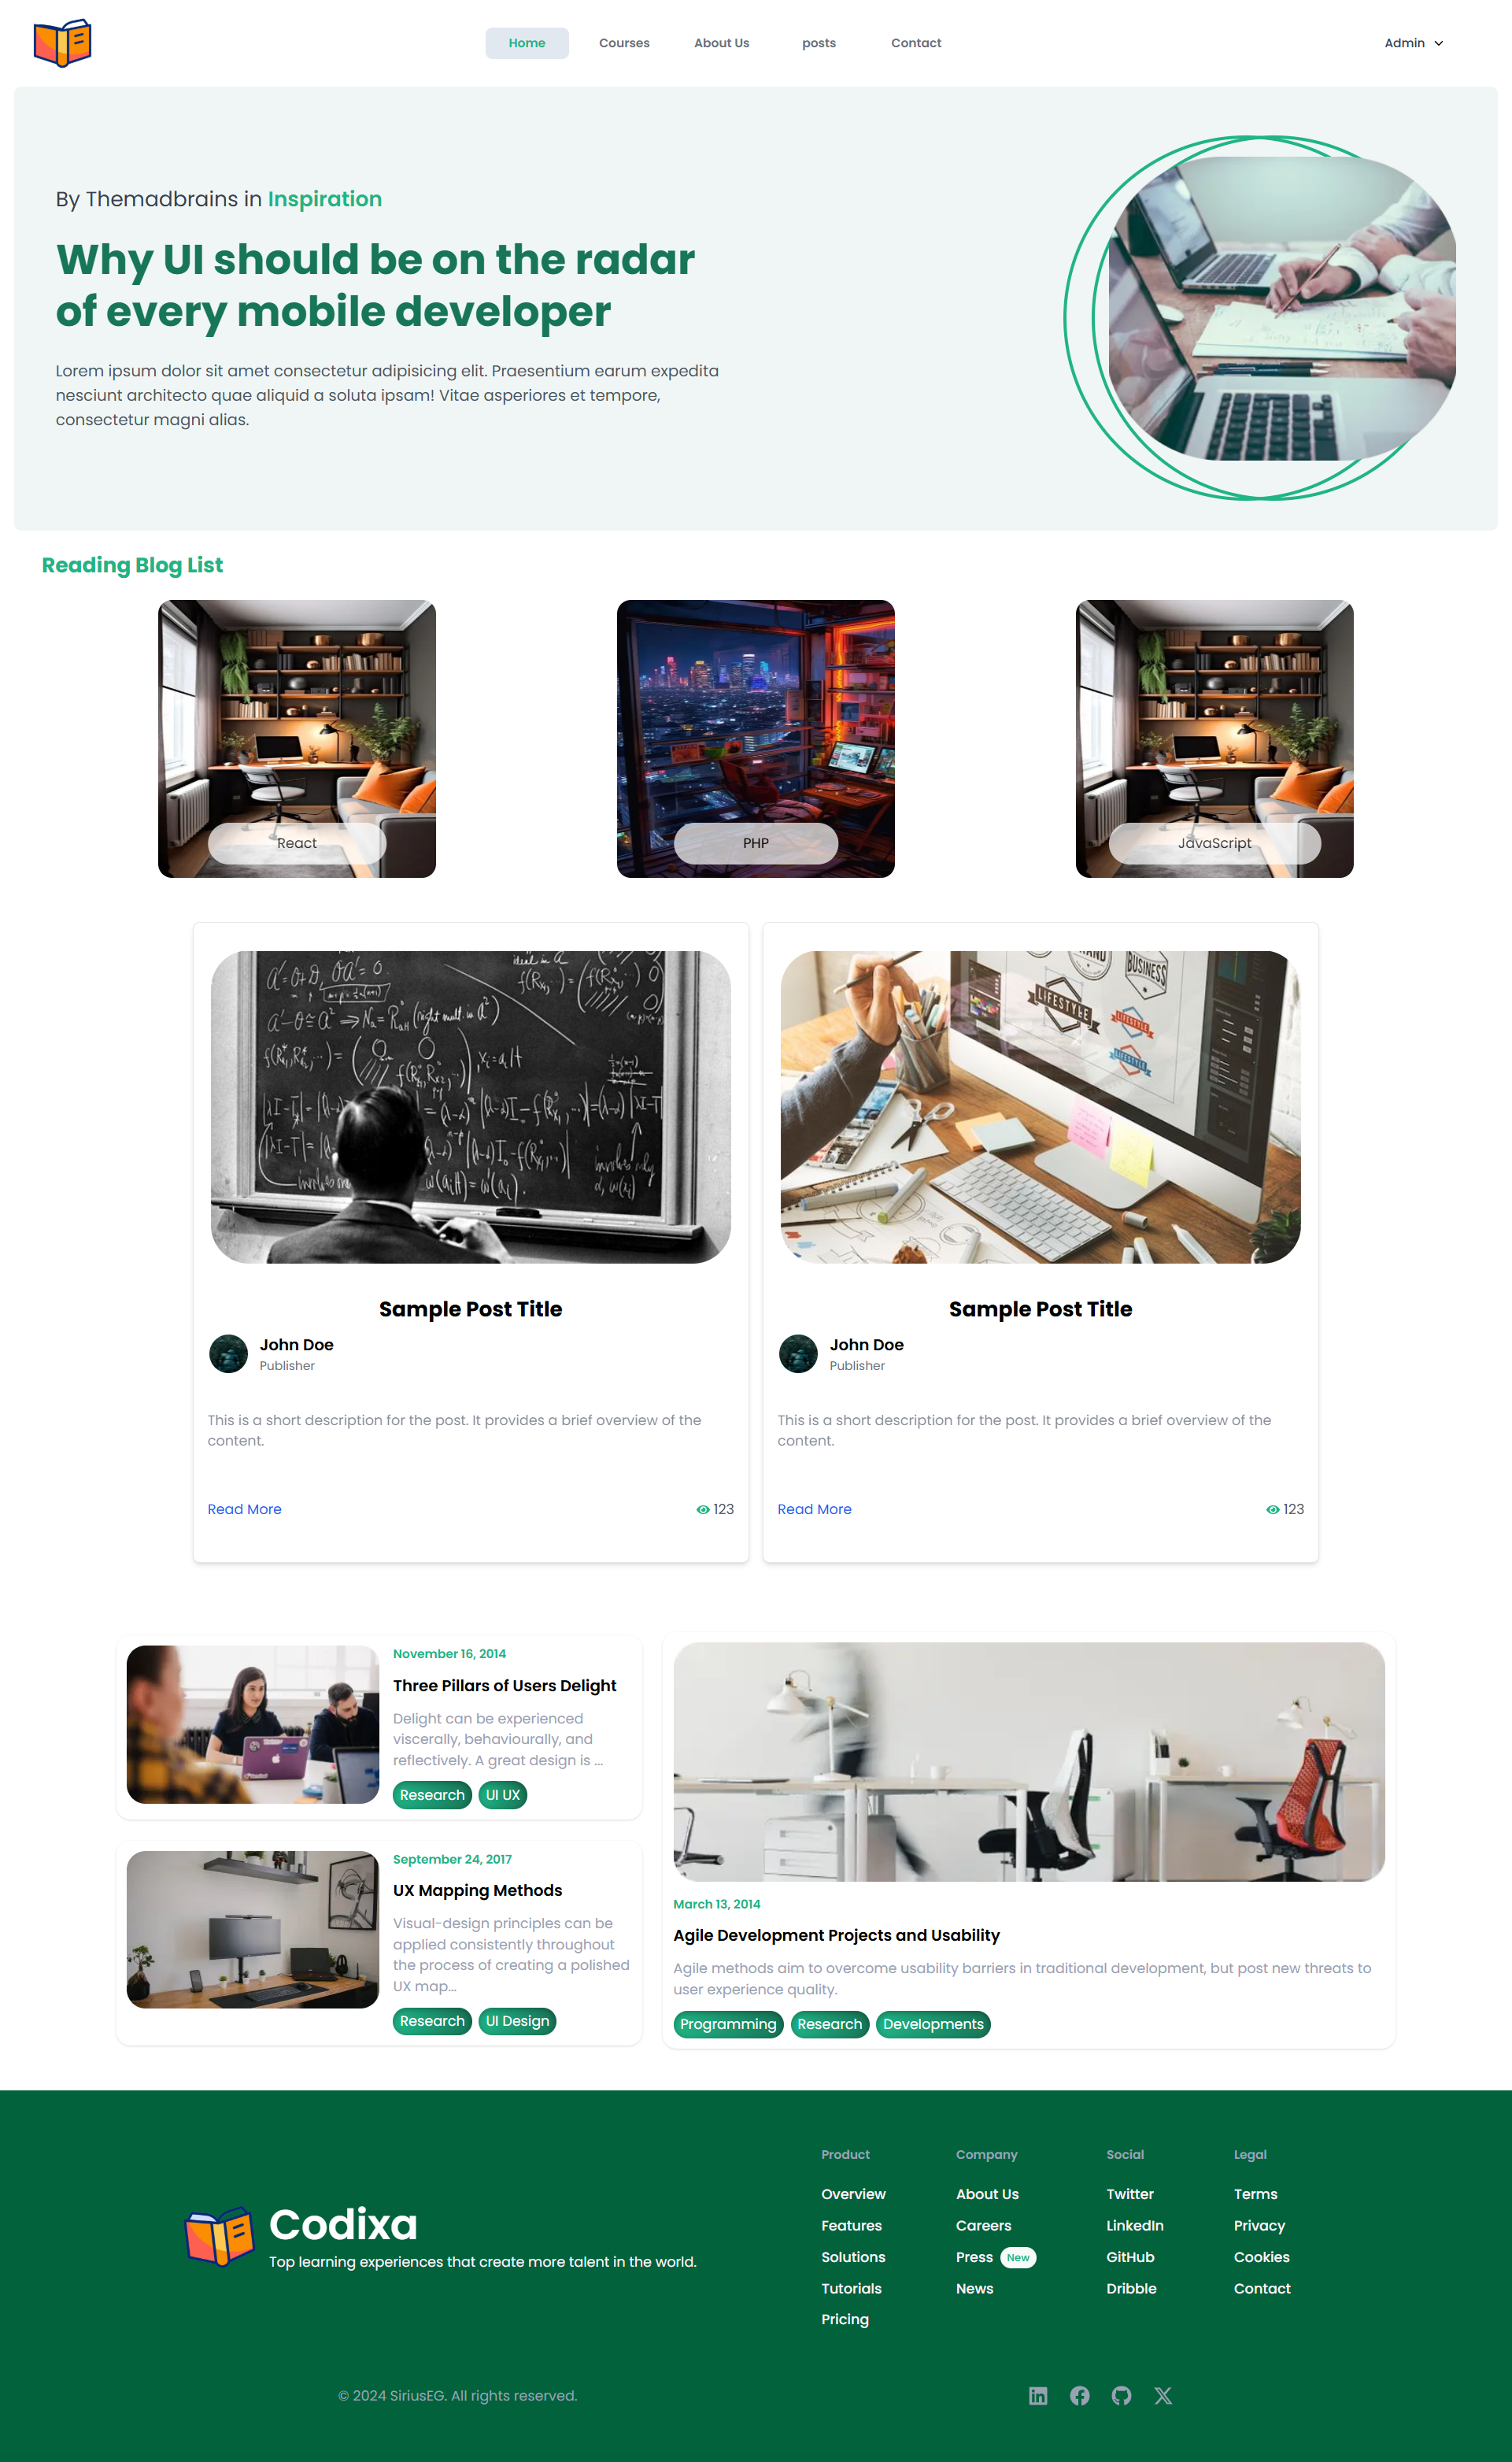 Home
Courses
About Us
posts
Contact
Admin
By Themadbrains in Inspiration
Why UI should be on the radar
of every mobile developer
Lorem ipsum dolor sit amet consectetur adipisicing elit. Praesentium earum expedita
nesciunt architecto quae aliquid a soluta ipsam! Vitae asperiores et tempore,
consectetur magni alias.
Reading Blog List
React
PHP
JavaScript
BUSINESS
LIFESTYLE
LIFESTYLE
LIFESTYLE
Sample Post Title
John Doe
Publisher
This is a short description for the post. It provides a brief overview of the
content.
Read More
123
Sample Post Title
John Doe
Publisher
This is a short description for the post. It provides a brief overview of the
content.
Read More
123
November 16, 2014
Three Pillars of Users Delight
Delight can be experienced
viscerally, behaviourally, and
reflectively. A great design is ...
Research
UI UX
September 24, 2017
UX Mapping Methods
Visual-design principles can be
applied consistently throughout
the process of creating a polished
UX map...
Research
UI Design
March 13, 2014
Agile Development Projects and Usability
Agile methods aim to overcome usability barriers in traditional development, but post new threats to
user experience quality.
Programming
Research
Developments
Codixa
Top learning experiences that create more talent in the world.
Product
Overview
Features
Solutions
Tutorials
Pricing
Company
About Us
Careers
Press New
News
Social
Twitter
LinkedIn
GitHub
Dribble
Legal
Terms
Privacy
Cookies
Contact
© 2024 SiriusEG. All rights reserved.